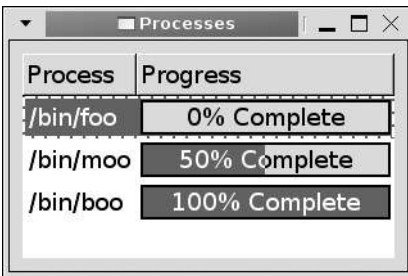 Processes
Process Progress
/bin/foo 0% Complete
/bin/moo 50% Complete
/bin/boo 100% Complete